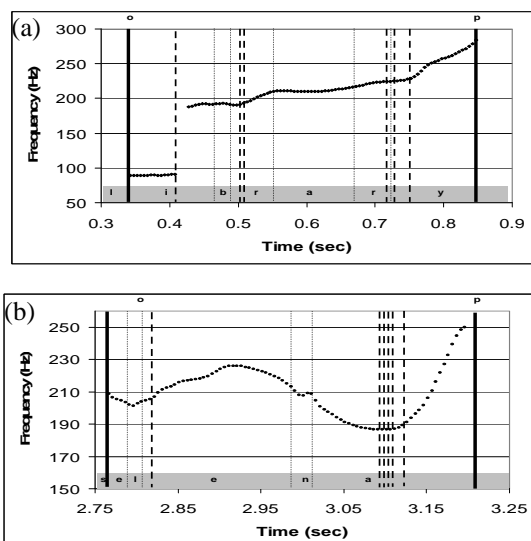 (a)
o p
300
250
200
150
100
50
Frequency (Hz)
l i b r a r y
0.3 0.4 0.5 0.6 0.7 0.8 0.9
Time (sec)
(b)
o p
250
230
210
190
170
150
Frequency (Hz)
s e l e n a
2.75 2.85 2.95 3.05 3.15 3.25
Time (sec)